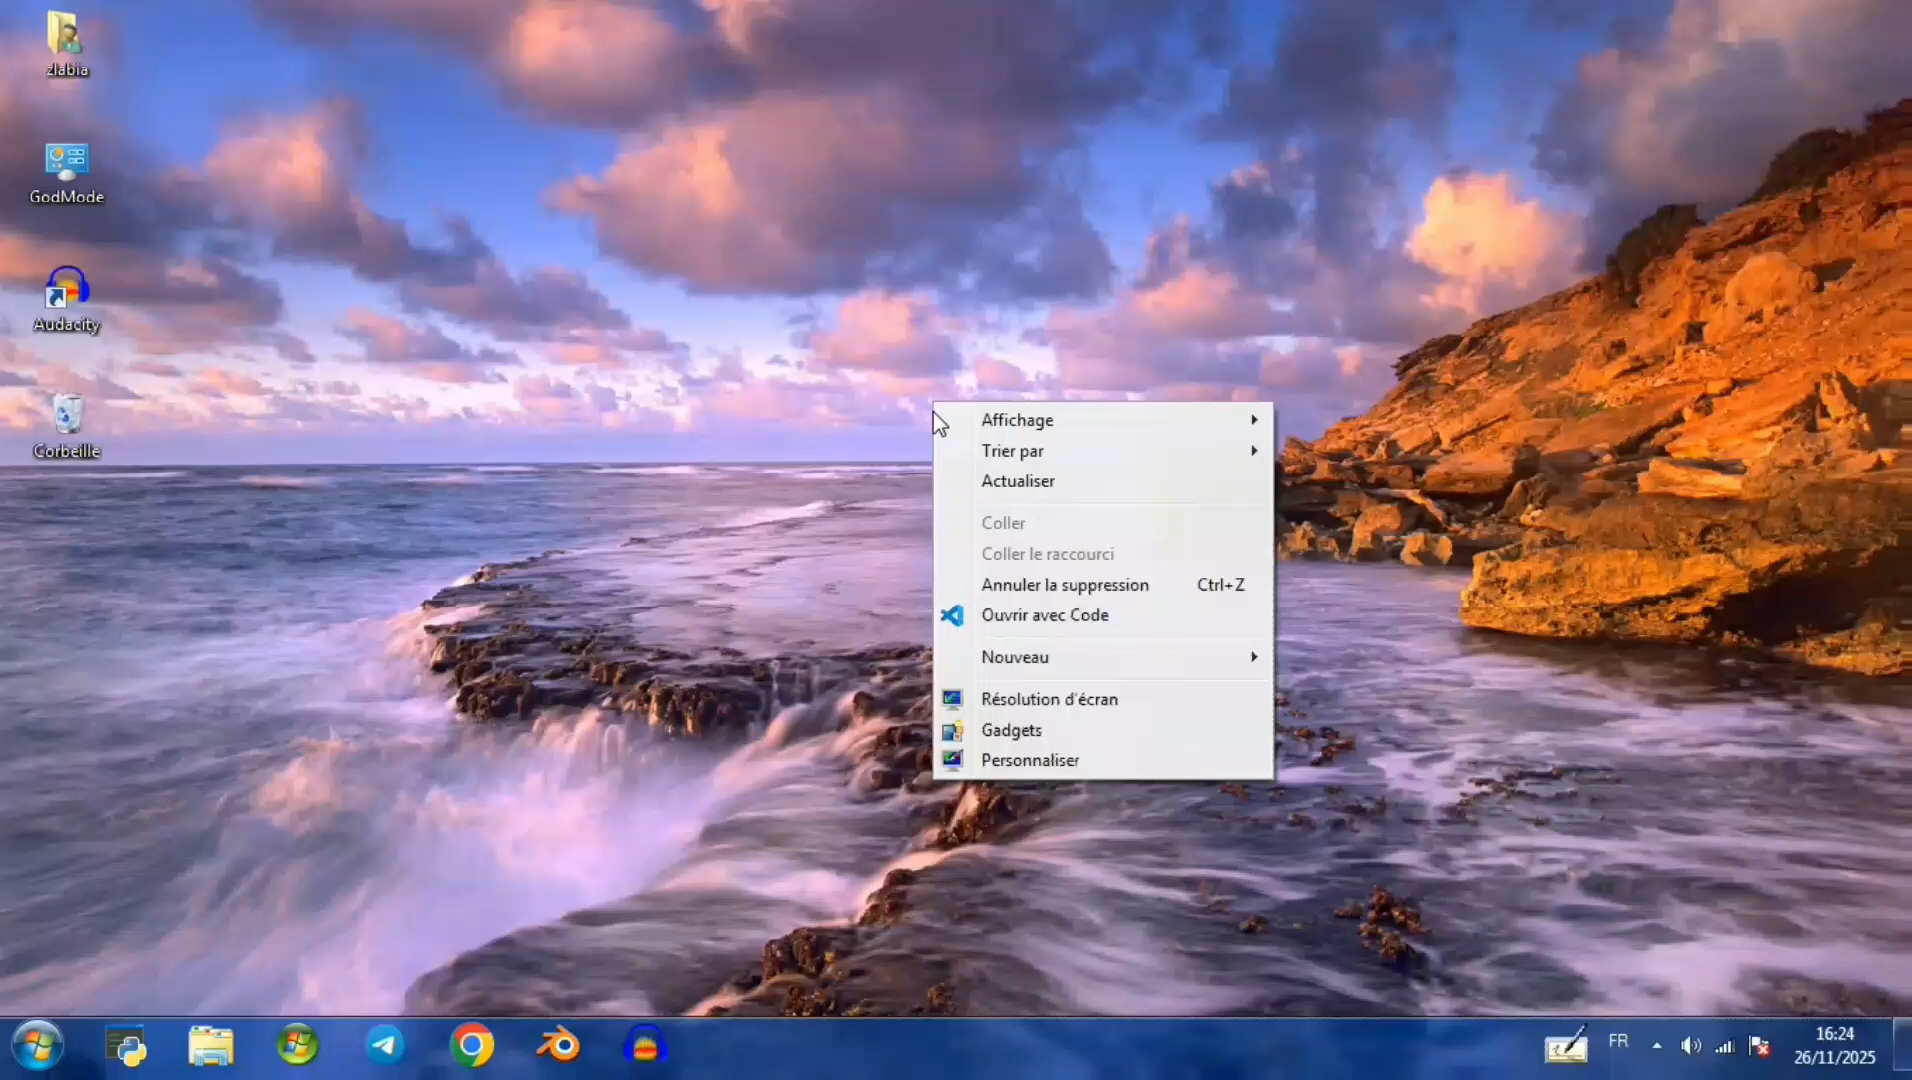 zlabia
GodMode
Audacity
Corbeille
Affichage
Trier par
Actualiser
Coller
Coller le raccourci
Annuler la suppression Ctrl+Z
Ouvrir avec Code
Nouveau
Résolution d'écran
Gadgets
Personnaliser
FR
16:24
26/11/2025